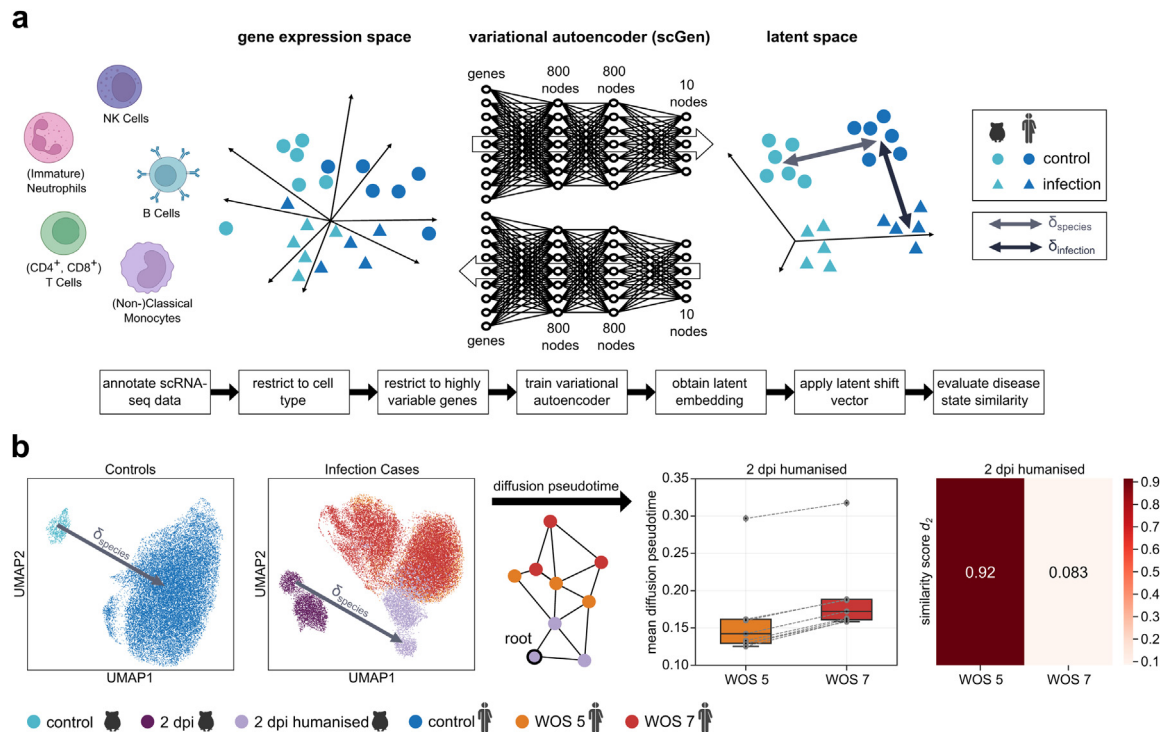 a
gene expression space
variational autoencoder (scGen)
latent space
NK Cells
(Immature)
Neutrophils
B Cells
(CD4⁺, CD8⁺)
T Cells
(Non-)Classical
Monocytes
genes
800
nodes
800
nodes
10
nodes
genes
800
nodes
800
nodes
10
nodes
control
infection
δspecies
δinfection
annotate scRNA-
seq data
restrict to cell
type
restrict to highly
variable genes
train variational
autoencoder
obtain latent
embedding
apply latent shift
vector
evaluate disease
state similarity
b
Controls
δspecies
UMAP2
UMAP1
Infection Cases
δspecies
UMAP2
UMAP1
diffusion pseudotime
root
2 dpi humanised
mean diffusion pseudotime
0.35
0.30
0.25
0.20
0.15
0.10
WOS 5
WOS 7
2 dpi humanised
similarity score d₂
0.92
0.083
WOS 5
WOS 7
0.9
0.8
0.7
0.6
0.5
0.4
0.3
0.2
0.1
control
2 dpi
2 dpi humanised
control
WOS 5
WOS 7